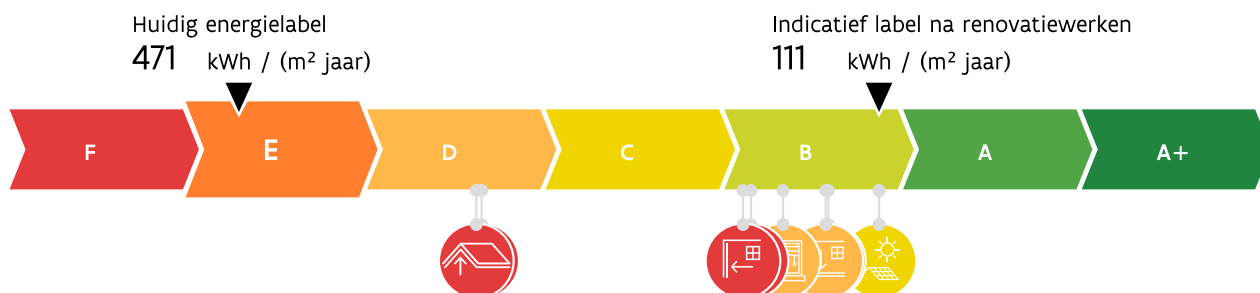 Huidig energielabel
471 kWh / (m² jaar)
Indicatief label na renovatiewerken
111 kWh / (m² jaar)
F E D C B A A+